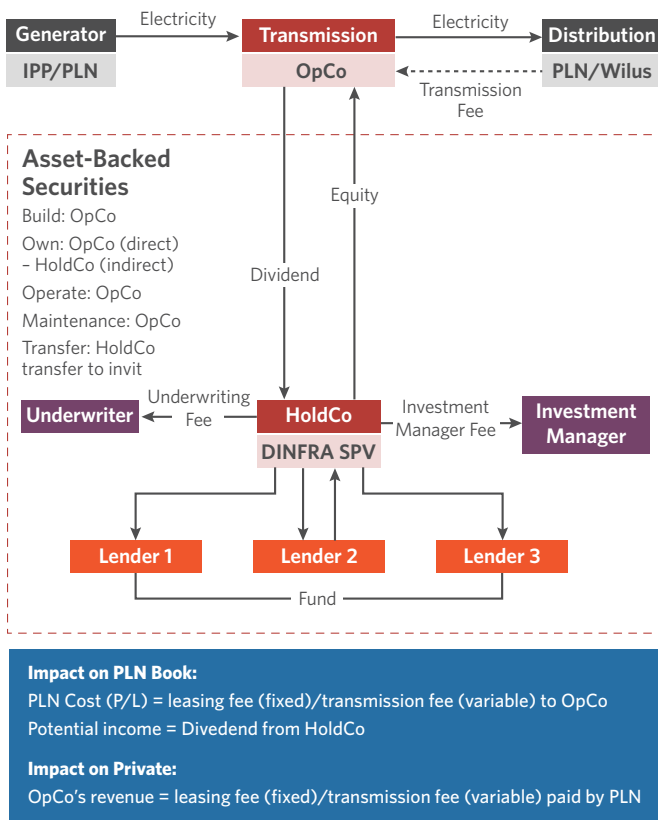 Electricity
Electricity
Generator
Transmission
Distribution
IPP/PLN
OpCo
PLN/Wilus
Transmission
Fee
Asset-Backed
Securities
Build: OpCo
Own: OpCo (direct)
– HoldCo (indirect)
Operate: OpCo
Maintenance: OpCo
Transfer: HoldCo
transfer to invit
Equity
Dividend
Underwriter
Underwriting
Fee
HoldCo
DINFRA SPV
Investment
Manager Fee
Investment
Manager
Lender 1
Lender 2
Lender 3
Fund
Impact on PLN Book:
PLN Cost (P/L) = leasing fee (fixed)/transmission fee (variable) to OpCo
Potential income = Divedend from HoldCo
Impact on Private:
OpCo’s revenue = leasing fee (fixed)/transmission fee (variable) paid by PLN